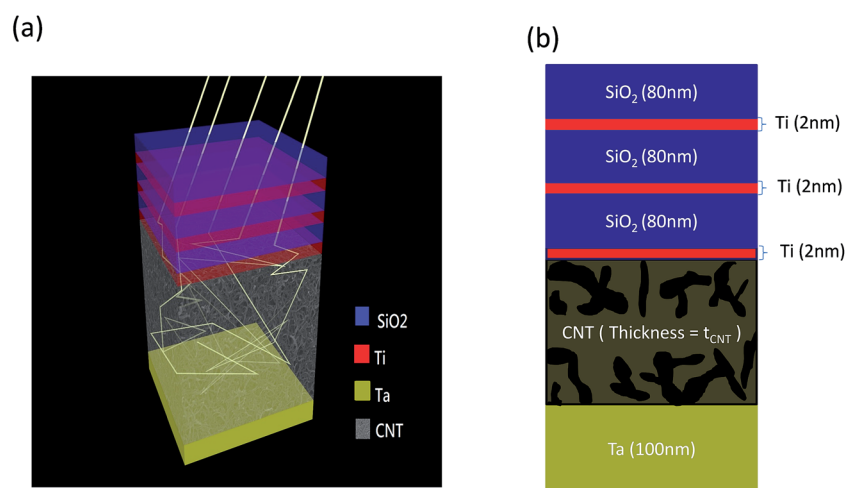 (a)
SiO2
Ti
Ta
CNT
(b)
SiO₂ (80nm)
Ti (2nm)
SiO₂ (80nm)
Ti (2nm)
SiO₂ (80nm)
Ti (2nm)
CNT ( Thickness = t_CNT )
Ta (100nm)